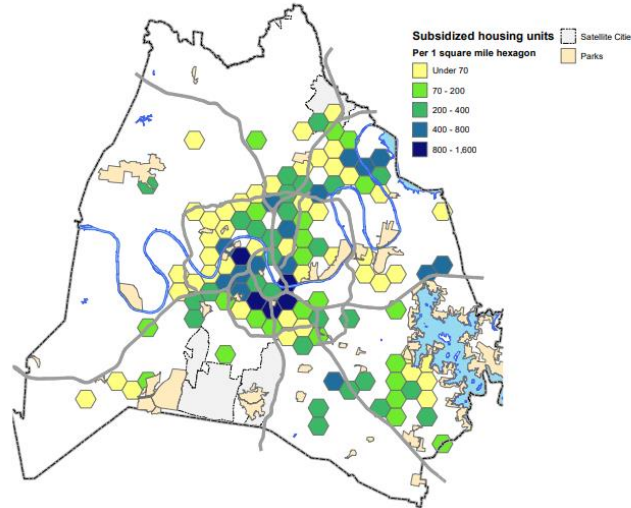 Subsidized housing units
Per 1 square mile hexagon
Under 70
70 - 200
200 - 400
400 - 800
800 - 1,600
Satellite Citie
Parks